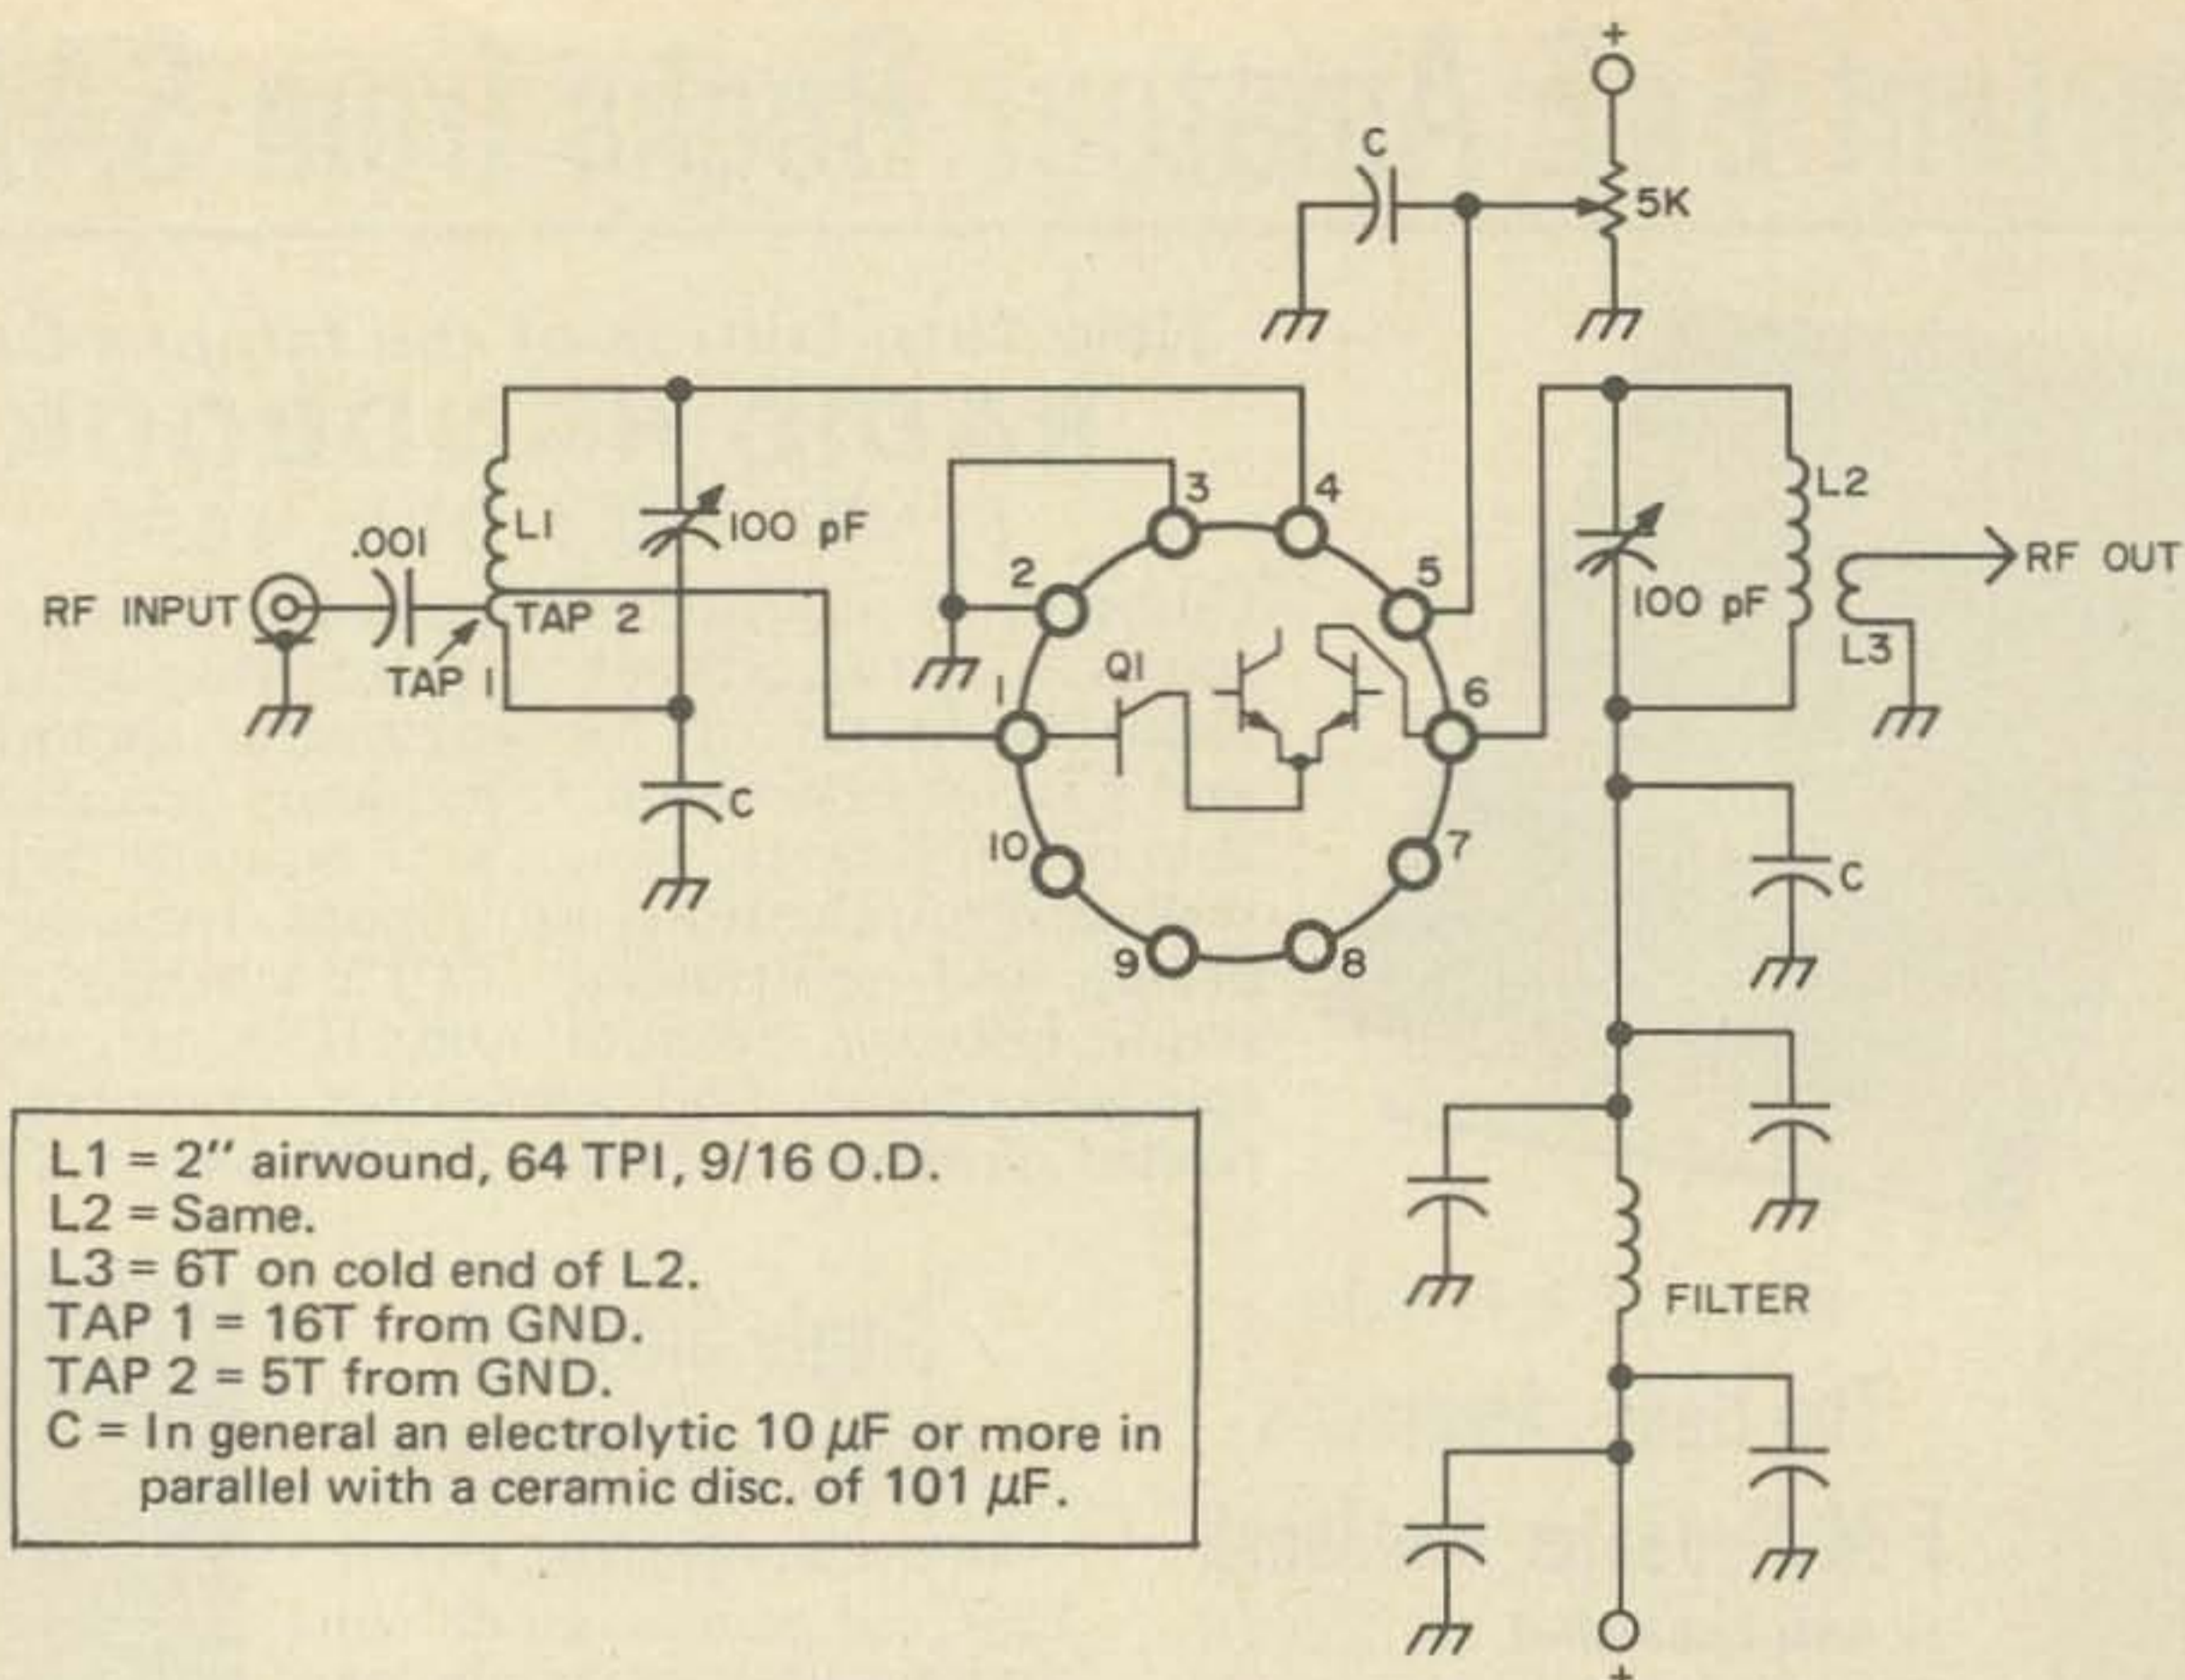 +
C
5K
L1
100 pF
.001
RF INPUT
TAP 2
TAP 1
C
3
4
2
5
1
Q1
6
10
7
9
8
L2
100 pF
RF OUT
L3
C
FILTER
+
L1 = 2" airwound, 64 TPI, 9/16 O.D.
L2 = Same.
L3 = 6T on cold end of L2.
TAP 1 = 16T from GND.
TAP 2 = 5T from GND.
C = In general an electrolytic 10 µF or more in
parallel with a ceramic disc. of 101 µF.